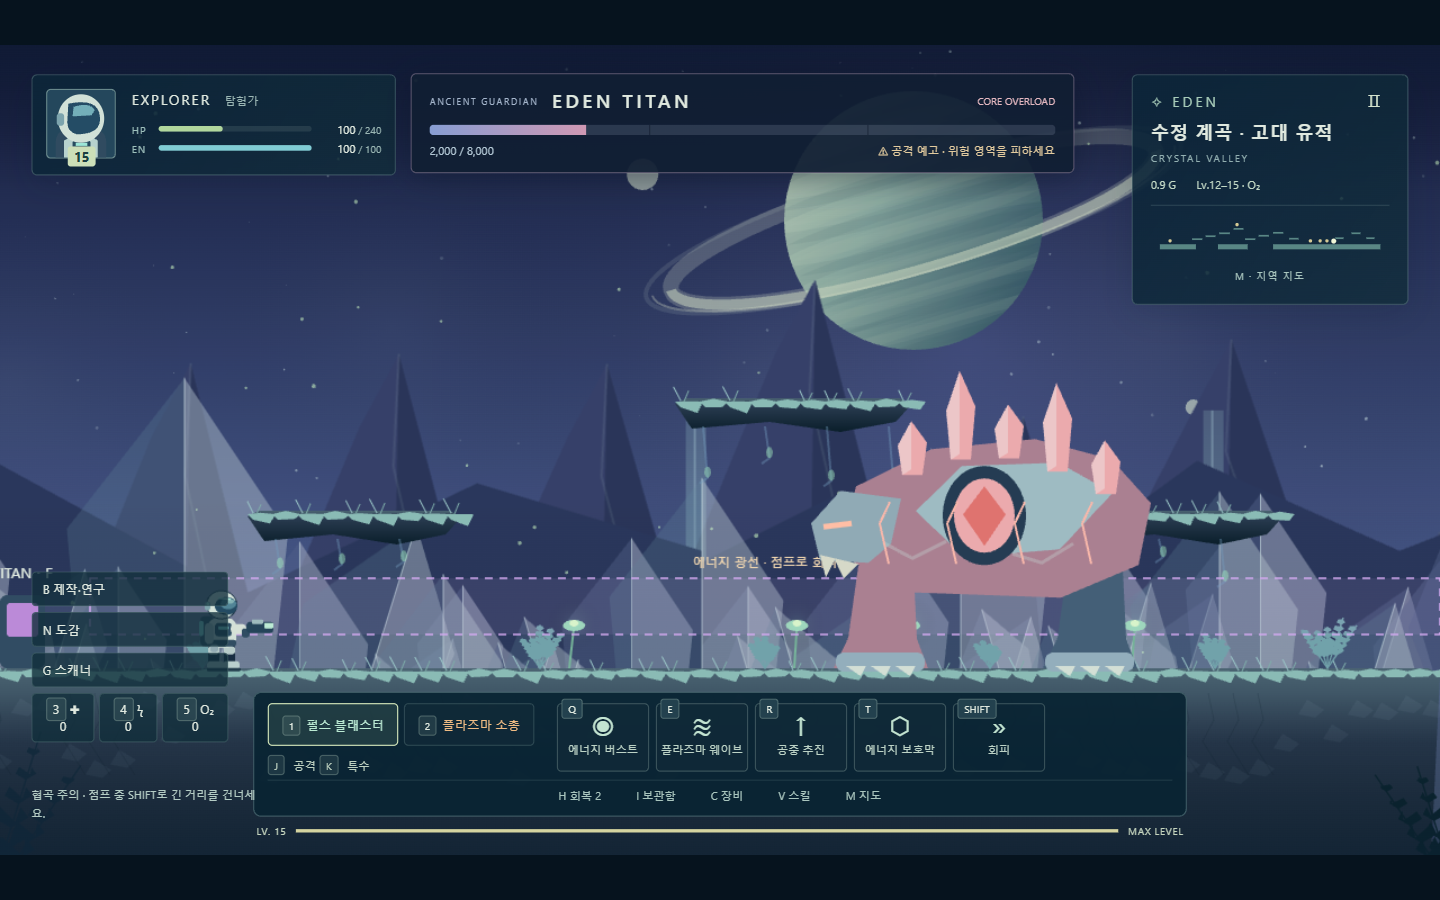 EXPLORER 탐험가
HP 100 / 240
EN 100 / 100
15
ANCIENT GUARDIAN EDEN TITAN CORE OVERLOAD
2,000 / 8,000 ⚠ 공격 예고 · 위험 영역을 피하세요
✧ EDEN II
수정 계곡 · 고대 유적
CRYSTAL VALLEY
0.9 G Lv.12–15 · O₂
M · 지역 지도
에너지 광선 · 점프로
ITAN · E
B 제작·연구
N 도감
G 스캐너
3 ✚ 0
4 0
5 O₂ 0
1 펄스 블래스터
2 플라즈마 소총
J 공격 K 특수
Q 에너지 버스트
E 플라즈마 웨이브
R 공중 추진
T 에너지 보호막
SHIFT 회피
H 회복 2 I 보관함 C 장비 V 스킬 M 지도
협곡 주의 · 점프 중 SHIFT로 긴 거리를 건너세
요.
LV. 15 MAX LEVEL